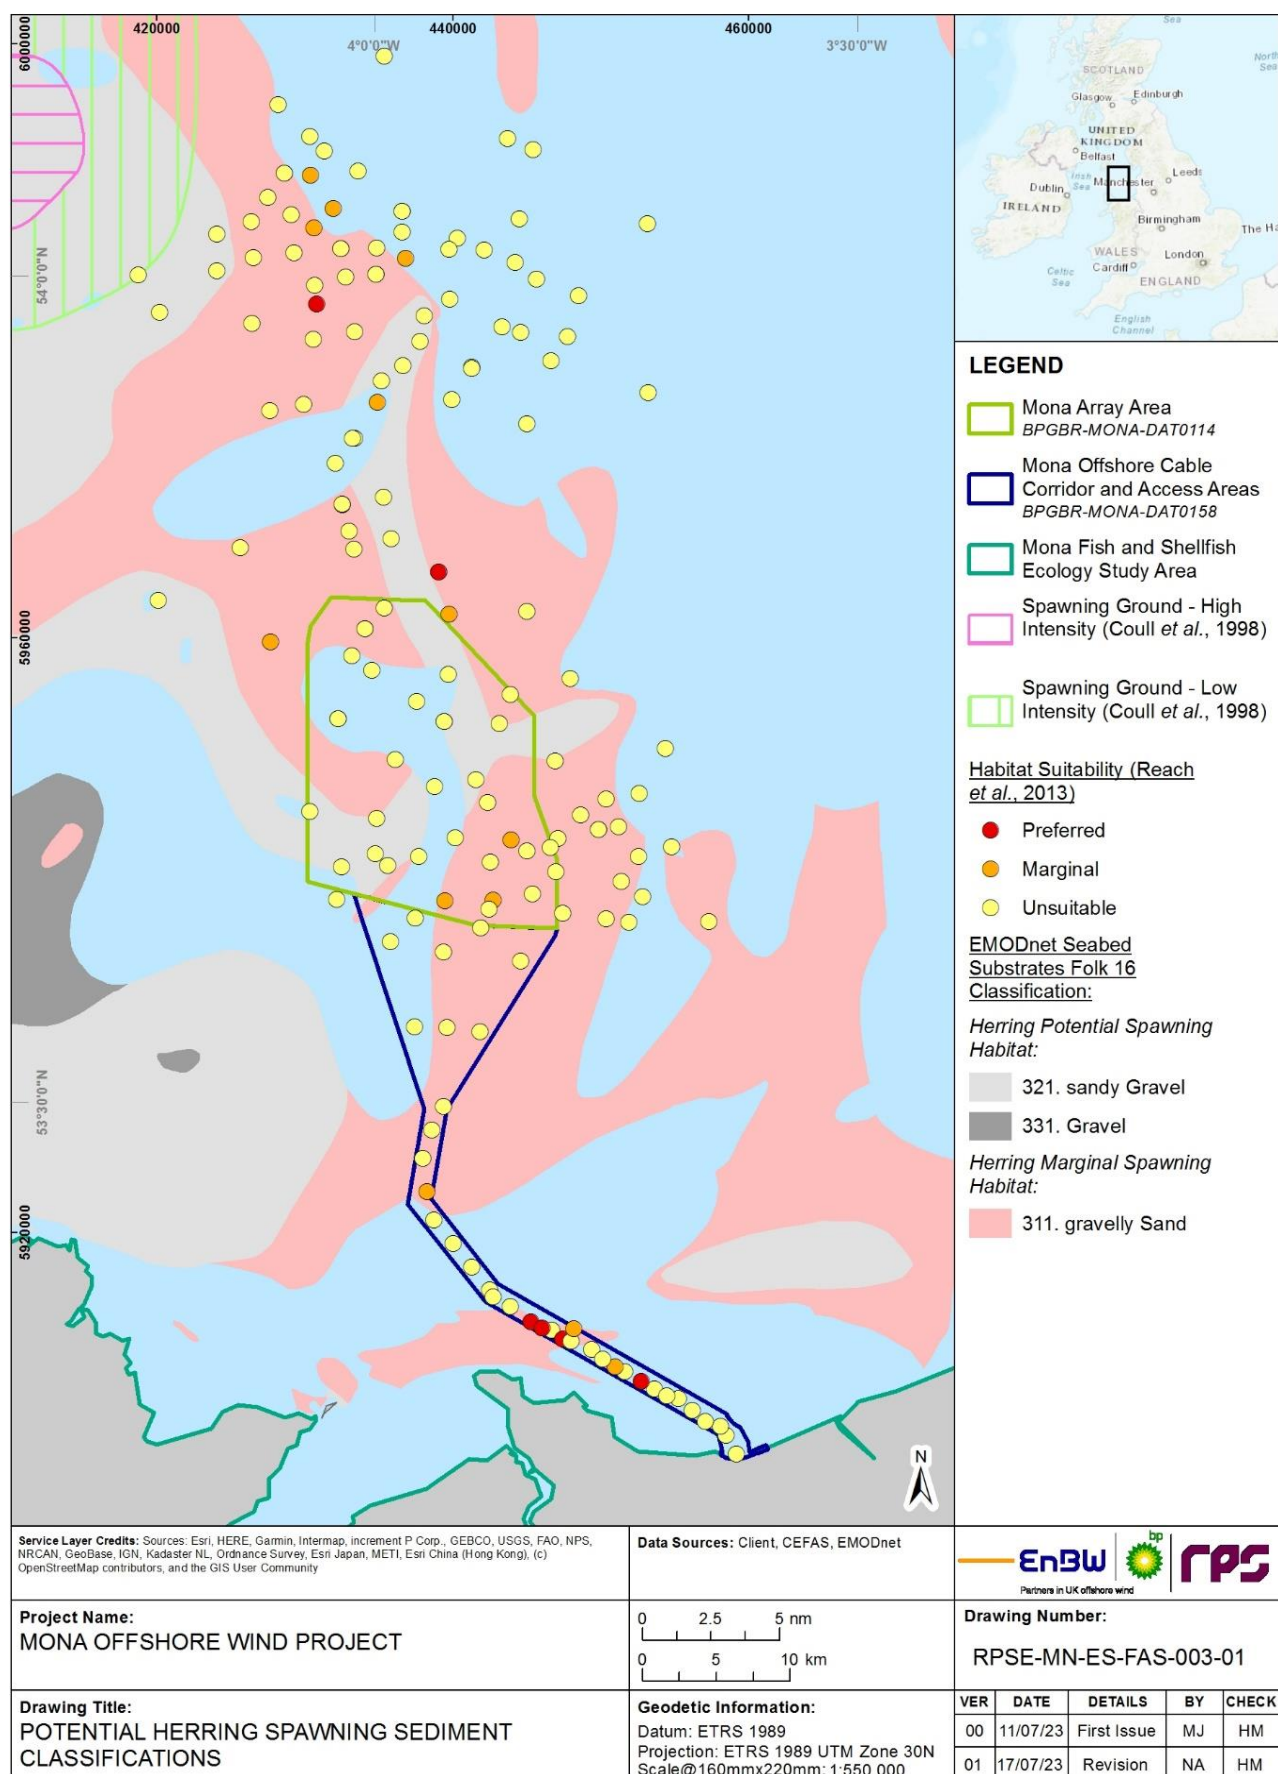 420000
440000
460000
4°0'0"W
3°30'0"W
6000000
54°0'0"N
5960000
53°30'0"N
5920000
N
Sea
North
Sea
SCOTLAND
Glasgow
Edinburgh
UNITED
KINGDOM
Belfast
Irish
Sea
Manchester
Leeds
Dublin
IRELAND
Birmingham
The Ha
WALES
Cardiff
London
Celtic
Sea
ENGLAND
English
Channel
LEGEND
Mona Array Area
BPGBR-MONA-DAT0114
Mona Offshore Cable
Corridor and Access Areas
BPGBR-MONA-DAT0158
Mona Fish and Shellfish
Ecology Study Area
Spawning Ground - High
Intensity (Coull et al., 1998)
Spawning Ground - Low
Intensity (Coull et al., 1998)
Habitat Suitability (Reach
et al., 2013)
Preferred
Marginal
Unsuitable
EMODnet Seabed
Substrates Folk 16
Classification:
Herring Potential Spawning
Habitat:
321. sandy Gravel
331. Gravel
Herring Marginal Spawning
Habitat:
311. gravelly Sand
Service Layer Credits: Sources: Esri, HERE, Garmin, Intermap, increment P Corp., GEBCO, USGS, FAO, NPS,
NRCAN, GeoBase, IGN, Kadaster NL, Ordnance Survey, Esri Japan, METI, Esri China (Hong Kong), (c)
OpenStreetMap contributors, and the GIS User Community
Data Sources: Client, CEFAS, EMODnet
EnBW
Partners in UK offshore wind
bp
rps
Project Name:
MONA OFFSHORE WIND PROJECT
0 2.5 5 nm
0 5 10 km
Drawing Number:
RPSE-MN-ES-FAS-003-01
Drawing Title:
POTENTIAL HERRING SPAWNING SEDIMENT
CLASSIFICATIONS
Geodetic Information:
Datum: ETRS 1989
Projection: ETRS 1989 UTM Zone 30N
Scale@160mmx220mm: 1:550,000
VER DATE DETAILS BY CHECK
00 11/07/23 First Issue MJ HM
01 17/07/23 Revision NA HM